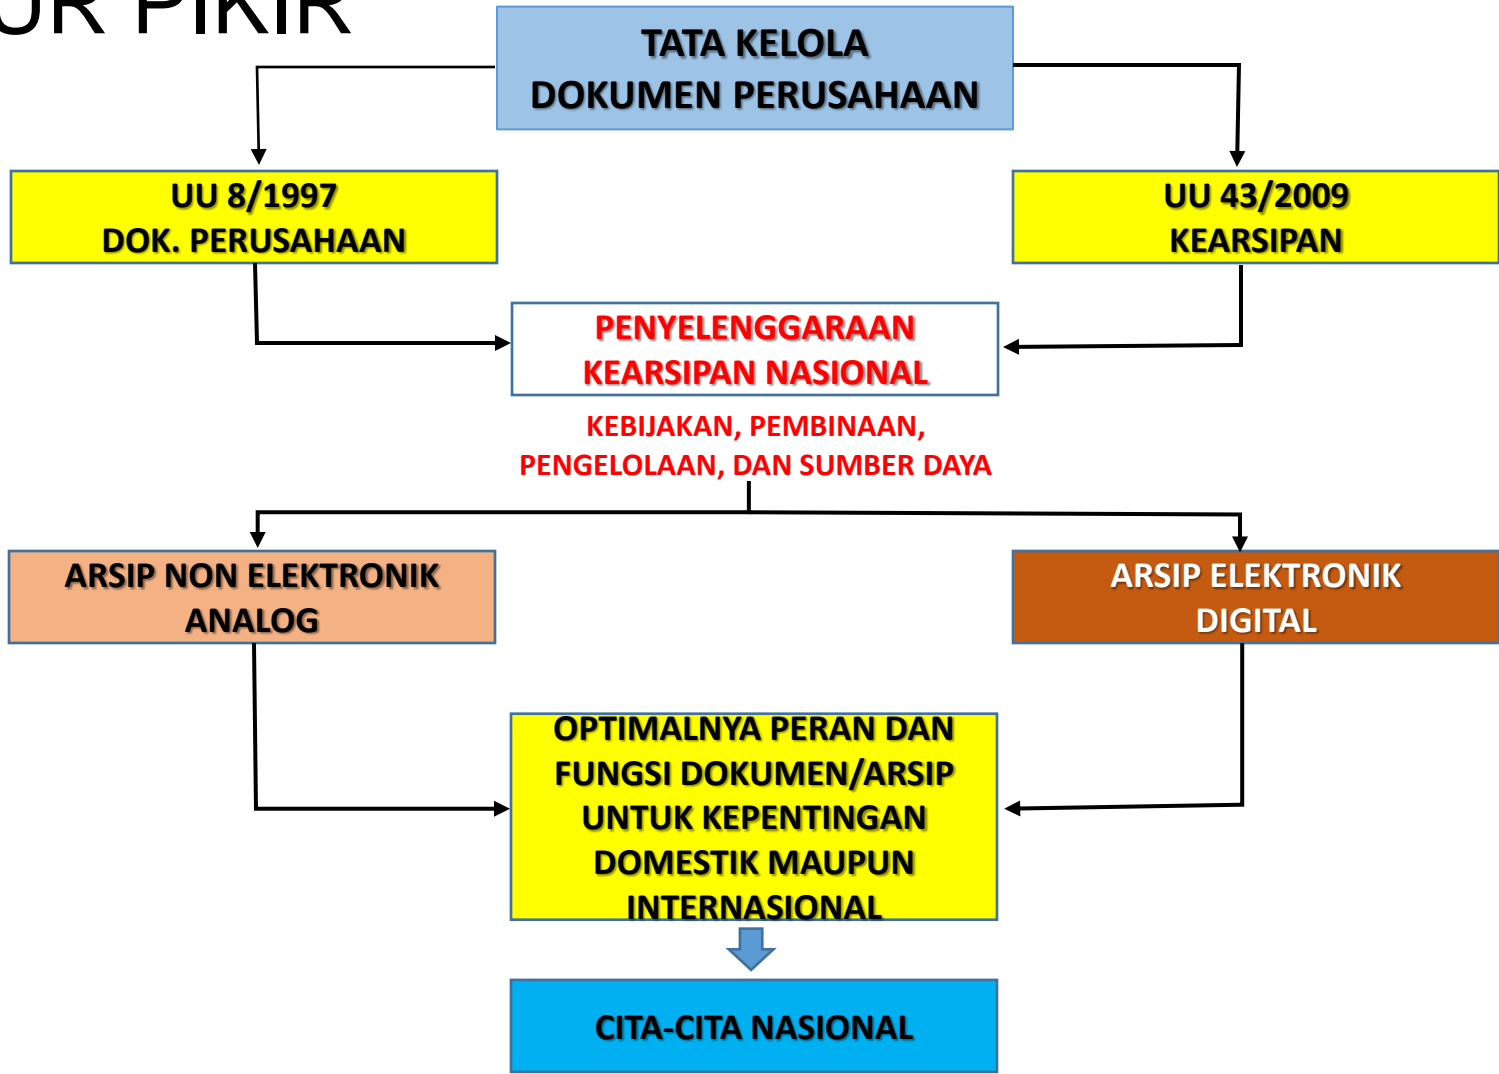 UR PIKIR
TATA KELOLA
DOKUMEN PERUSAHAAN
UU 8/1997
DOK. PERUSAHAAN
UU 43/2009
KEARSIPAN
PENYELENGGARAAN
KEARSIPAN NASIONAL
KEBIJAKAN, PEMBINAAN,
PENGELOLAAN, DAN SUMBER DAYA
ARSIP NON ELEKTRONIK
ANALOG
ARSIP ELEKTRONIK
DIGITAL
OPTIMALNYA PERAN DAN
FUNGSI DOKUMEN/ARSIP
UNTUK KEPENTINGAN
DOMESTIK MAUPUN
INTERNASIONAL
CITA-CITA NASIONAL